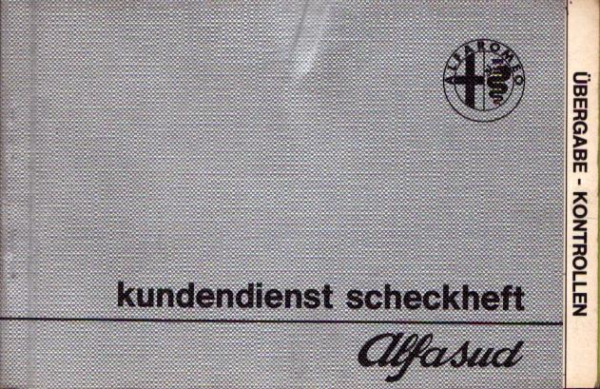 ALFA ROMEO
kundendienst scheckheft
Alfasud
ÜBERGABE - KONTROLLEN